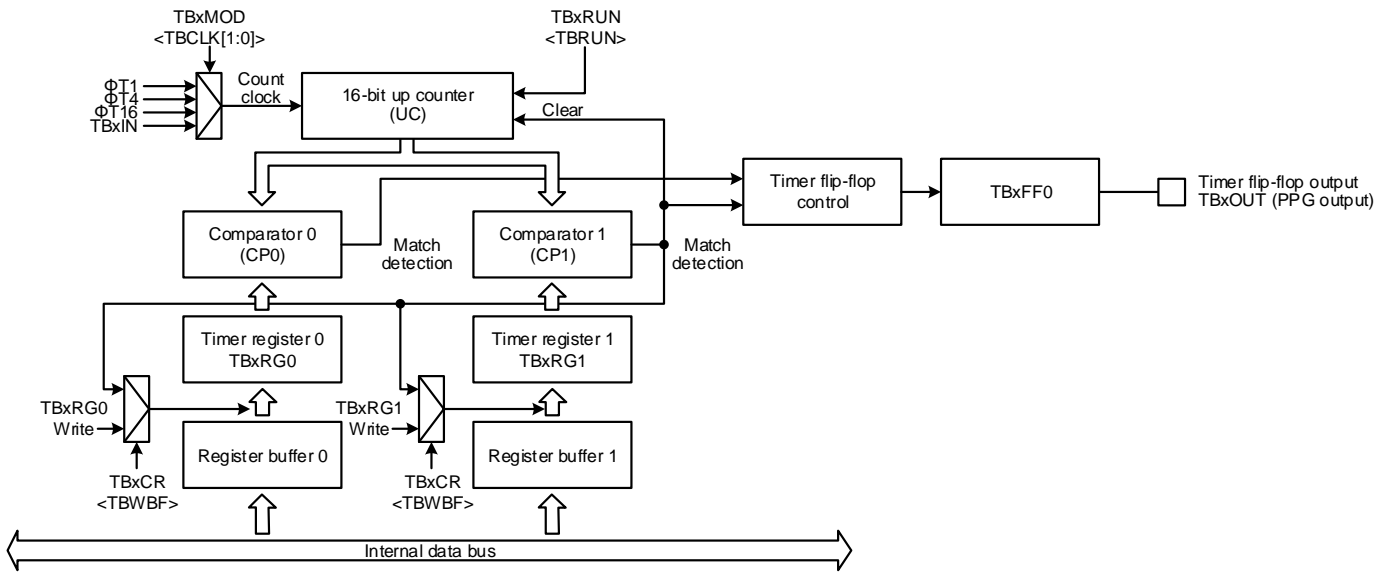 TBxMOD
<TBCLK[1:0]>
TBxRUN
<TBRUN>
ΦT1
ΦT4
ΦT16
TBxIN
Count
clock
16-bit up counter
(UC)
Clear
Timer flip-flop
control
TBxFF0
Timer flip-flop output
TBxOUT (PPG output)
Comparator 0
(CP0)
Match
detection
Comparator 1
(CP1)
Match
detection
Timer register 0
TBxRG0
Timer register 1
TBxRG1
TBxRG0
Write
TBxRG1
Write
Register buffer 0
Register buffer 1
TBxCR
<TBWBF>
TBxCR
<TBWBF>
Internal data bus